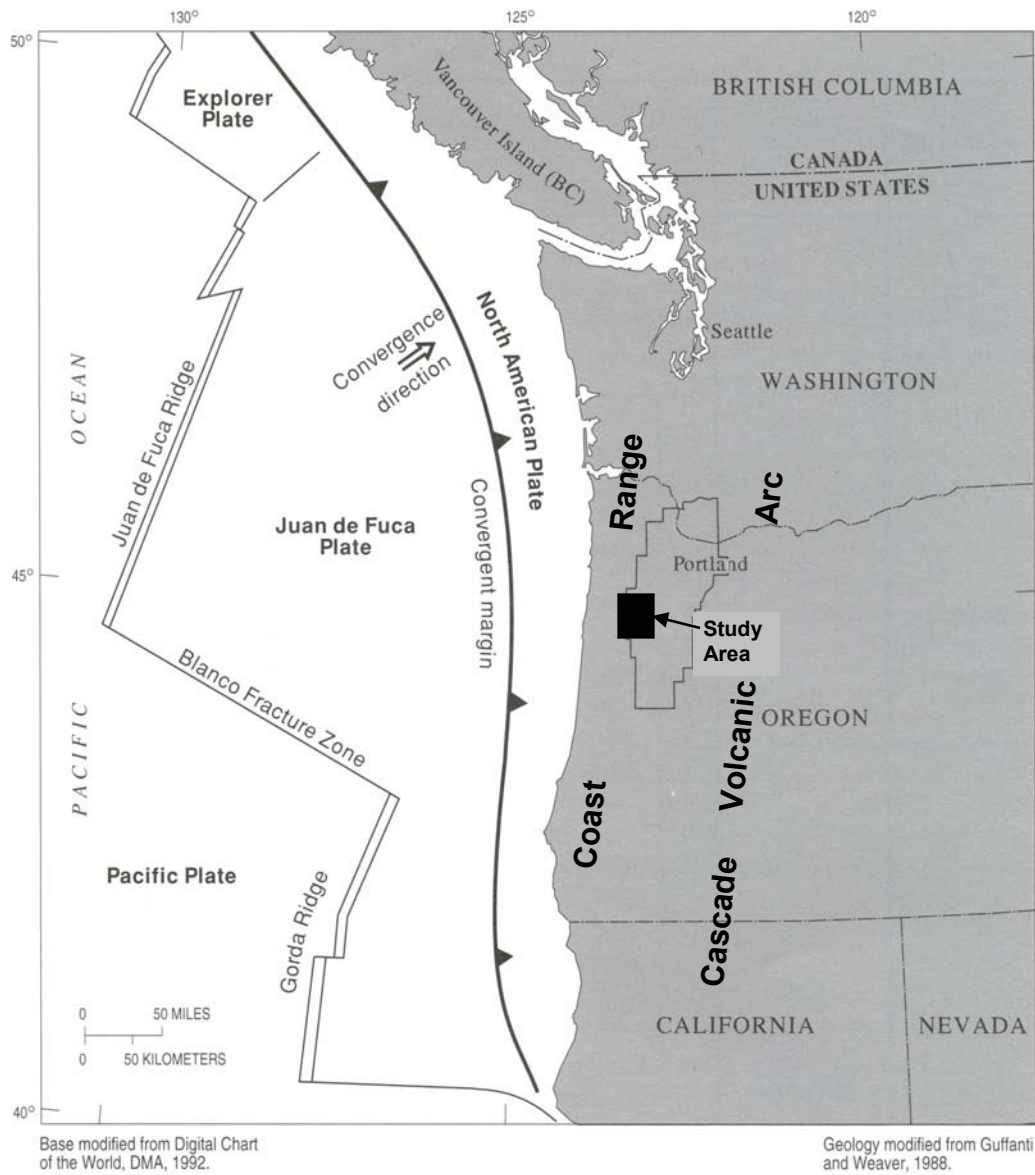 130°
125°
120°
50°
Explorer
Plate
Vancouver Island (BC)
BRITISH COLUMBIA
CANADA
UNITED STATES
North American Plate
Convergence
direction
Seattle
WASHINGTON
PACIFIC OCEAN
Juan de Fuca Ridge
Juan de Fuca
Plate
Convergent margin
Range
Arc
45°
Portland
Study
Area
Blanco Fracture Zone
OREGON
Volcanic
Coast
Pacific Plate
Gorda Ridge
Cascade
0 50 MILES
0 50 KILOMETERS
CALIFORNIA
NEVADA
40°
Base modified from Digital Chart
of the World, DMA, 1992.
Geology modified from Guffanti
and Weaver, 1988.